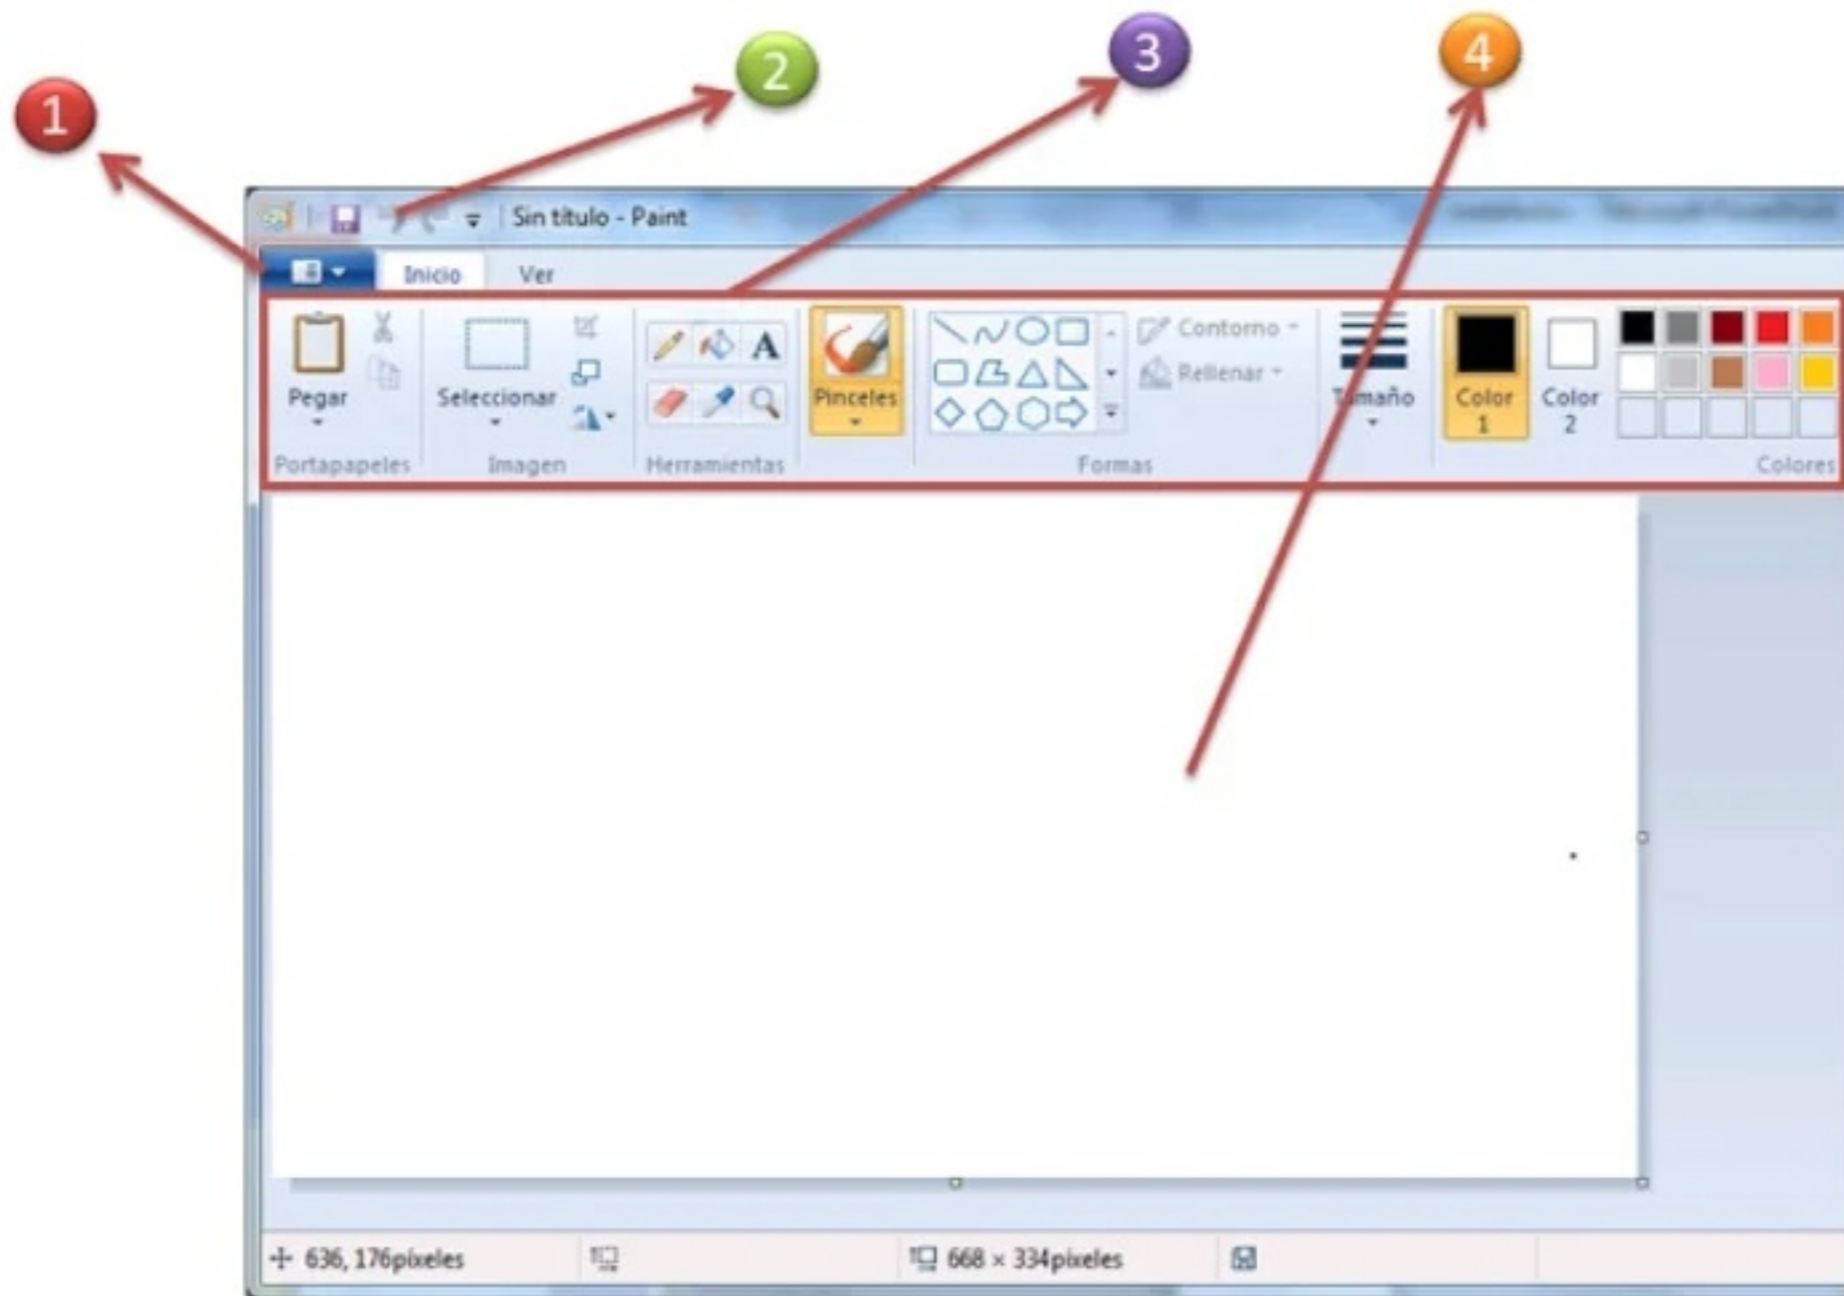 1
2
3
4
Sin título - Paint
Inicio Ver
Pegar
Portapapeles
Seleccionar
Imagen
A
Herramientas
Pinceles
Contorno
Rellenar
Formas
Tamaño
Color
1
Color
2
Colores
636, 176píxeles
668 × 334píxeles